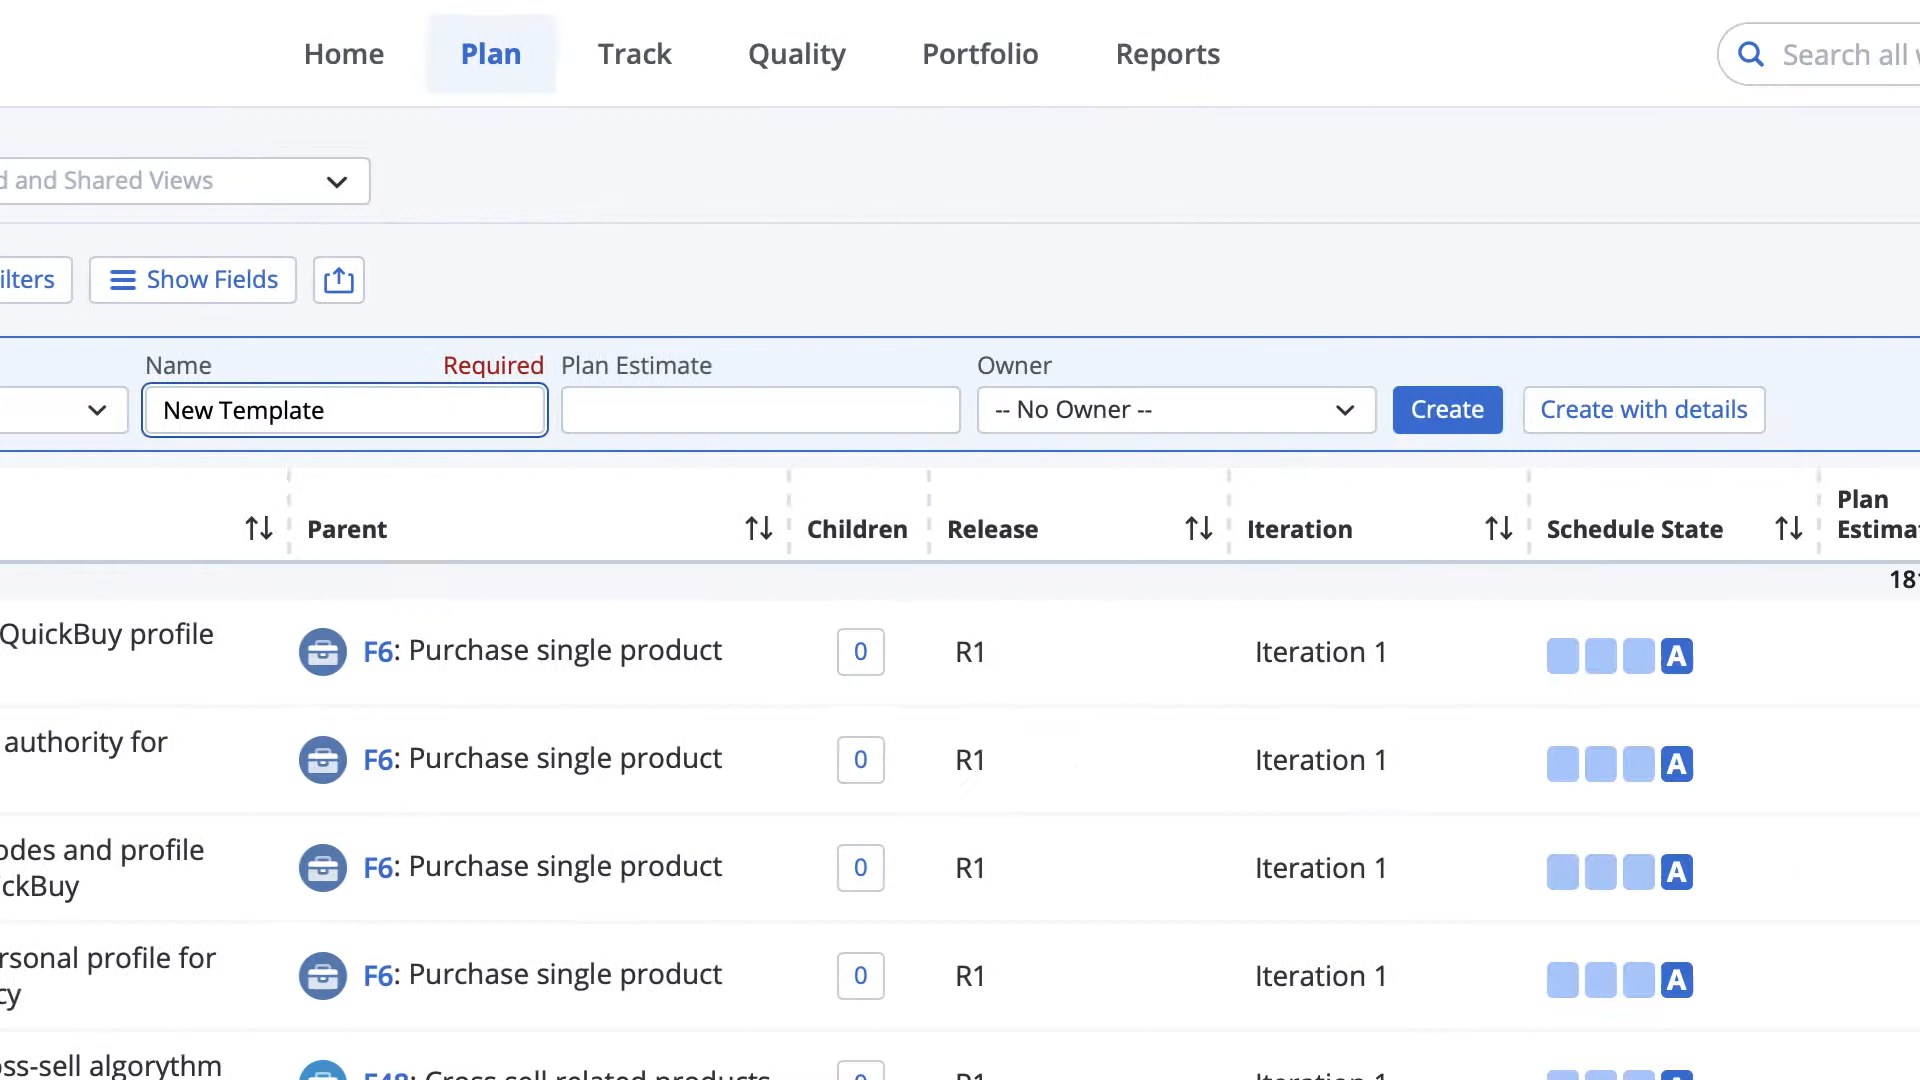 Home Plan Track Quality Portfolio Reports Search all
d and Shared Views
ilters Show Fields
Name Required Plan Estimate Owner
New Template -- No Owner -- Create Create with details
Parent Children Release Iteration Schedule State Plan
Estima
18
QuickBuy profile F6: Purchase single product 0 R1 Iteration 1 A
authority for F6: Purchase single product 0 R1 Iteration 1 A
odes and profile F6: Purchase single product 0 R1 Iteration 1 A
ickBuy
rsonal profile for F6: Purchase single product 0 R1 Iteration 1 A
cy
ss-sell algorythm